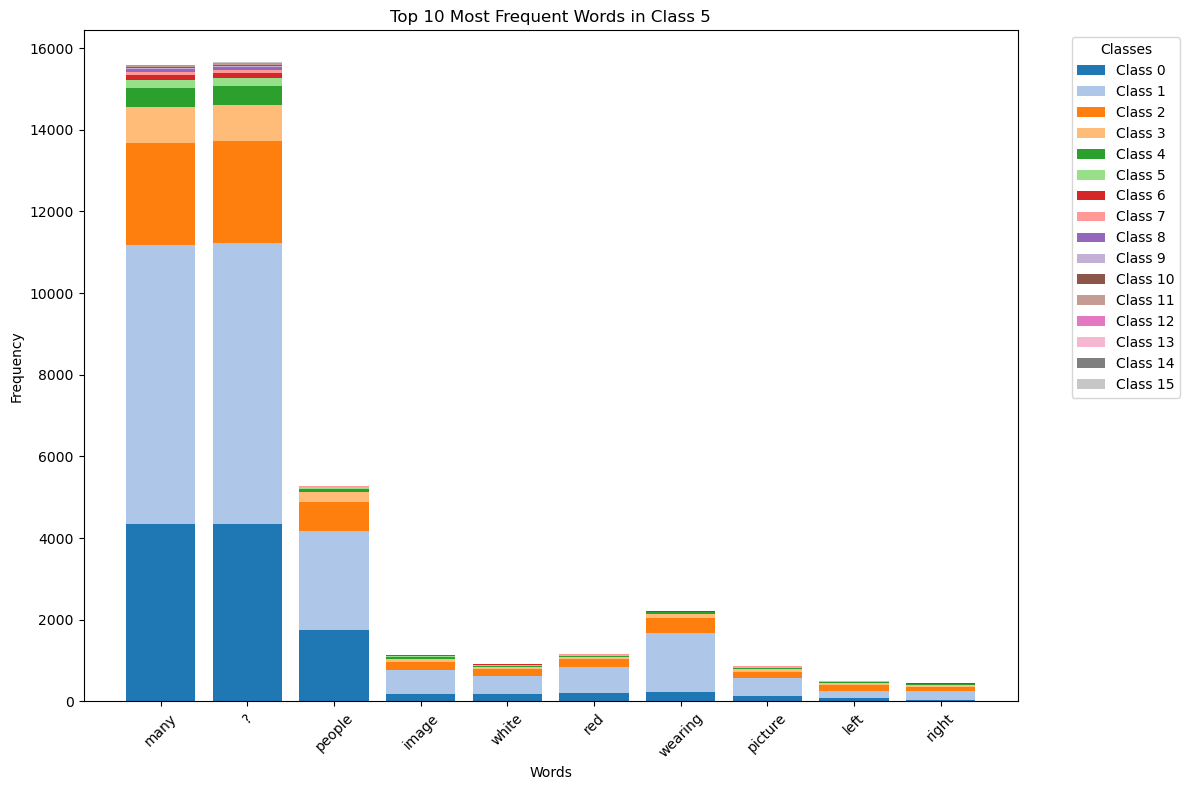 Top 10 Most Frequent Words in Class 5
16000
14000
12000
10000
8000
6000
4000
2000
0
Frequency
many
?
people
image
white
red
wearing
picture
left
right
Words
Classes
Class 0
Class 1
Class 2
Class 3
Class 4
Class 5
Class 6
Class 7
Class 8
Class 9
Class 10
Class 11
Class 12
Class 13
Class 14
Class 15